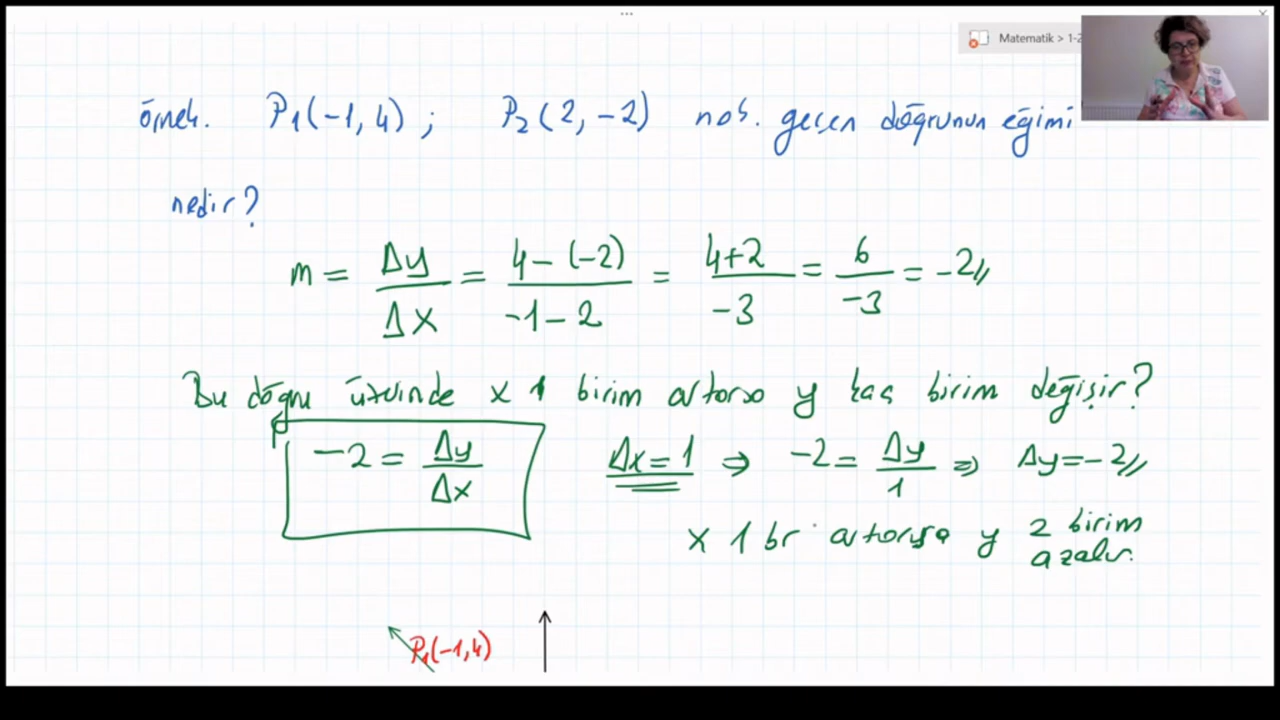 Matematik > 1-2
örnek. P1(-1, 4) ; P2(2, -2) nok. geçen doğrunun eğimi
nedir?
m = Δy/Δx = 4-(-2)/-1-2 = 4+2/-3 = 6/-3 = -2//
Bu doğru üzerinde x 1 birim artarsa y kaç birim değişir?
-2 = Δy/Δx Δx=1 ⇒ -2 = Δy/1 ⇒ Δy=-2//
x 1 br artarsa y 2 birim
azalır.
P1(-1,4)